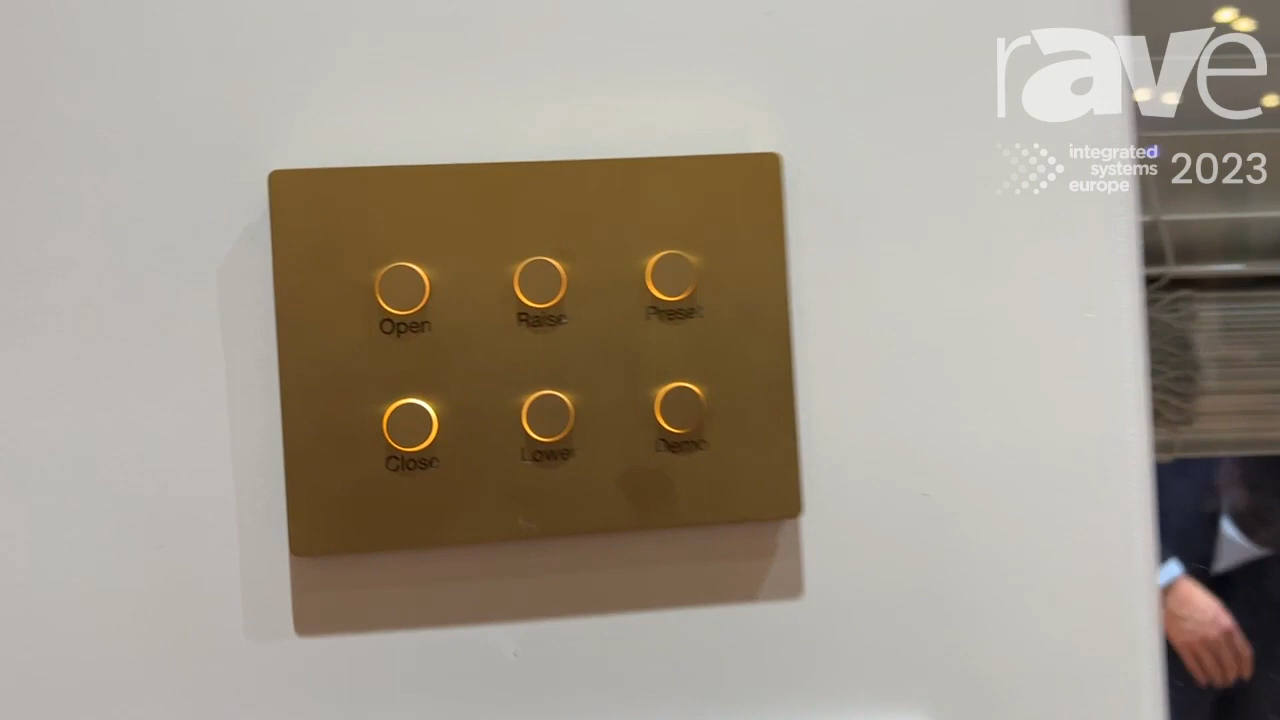 rave
integrated
systems
europe
2023
Open
Raise
Preset
Close
Lower
Demo